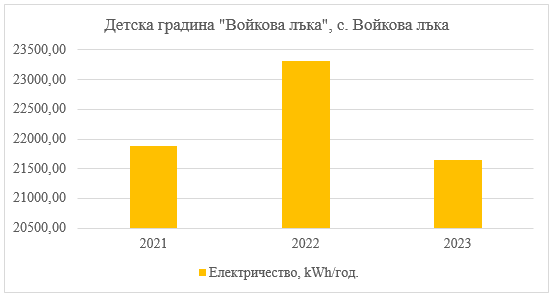 Детска градина "Войкова лъка", с. Войкова лъка
23500,00
23000,00
22500,00
22000,00
21500,00
21000,00
20500,00
2021 2022 2023
Електричество, kWh/год.